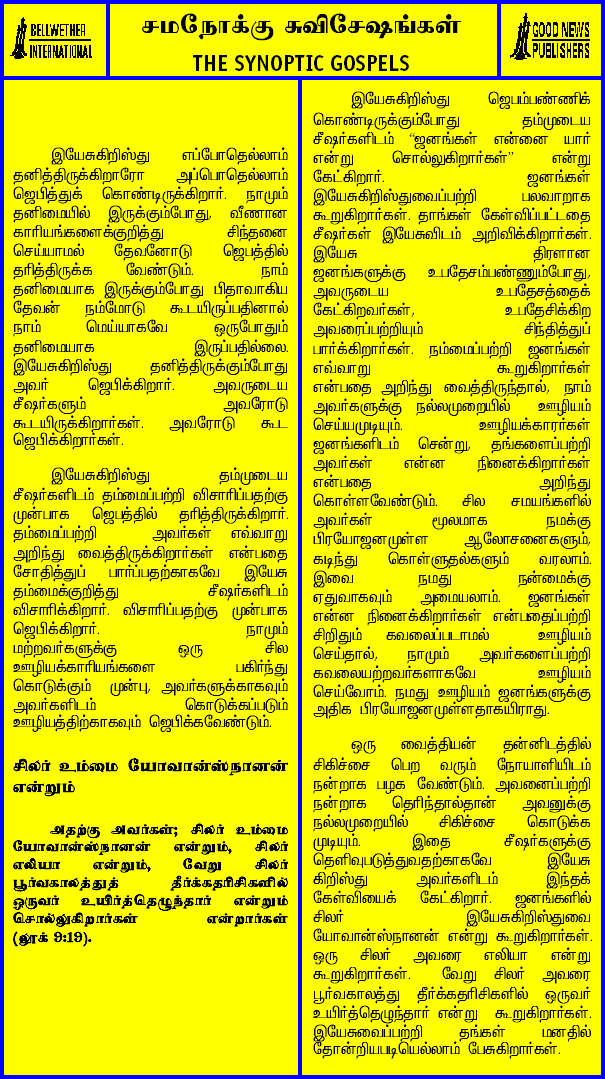 BELLWETHER
INTERNATIONAL
சமநோக்கு சுவிசேஷங்கள்
THE SYNOPTIC GOSPELS
GOOD NEWS
PUBLISHERS
இயேசுகிறிஸ்து எப்போதெல்லாம்
தனித்திருக்கிறாரோ அப்பொதெல்லாம்
ஜெபித்துக் கொண்டிருக்கிறார். நாமும்
தனிமையில் இருக்கும்போது, வீணான
காரியங்களைக்குறித்து சிந்தனை
செய்யாமல் தேவனோடு ஜெபத்தில்
தரித்திருக்க வேண்டும். நாம்
தனிமையாக இருக்கும்போது பிதாவாகிய
தேவன் நம்மோடு கூடயிருப்பதினால்
நாம் மெய்யாகவே ஒருபோதும்
தனிமையாக இருப்பதில்லை.
இயேசுகிறிஸ்து தனித்திருக்கும்போது
அவர் ஜெபிக்கிறார். அவருடைய
சீஷர்களும் அவரோடு
கூடயிருக்கிறார்கள். அவரோடு கூட
ஜெபிக்கிறார்கள்.
இயேசுகிறிஸ்து தம்முடைய
சீஷர்களிடம் தம்மைப்பற்றி விசாரிப்பதற்கு
முன்பாக ஜெபத்தில் தரித்திருக்கிறார்.
தம்மைப்பற்றி அவர்கள் எவ்வாறு
அறிந்து வைத்திருக்கிறார்கள் என்பதை
சோதித்துப் பார்ப்பதற்காகவே இயேசு
தம்மைக்குறித்து சீஷர்களிடம்
விசாரிக்கிறார். விசாரிப்பதற்கு முன்பாக
ஜெபிக்கிறார். நாமும்
மற்றவர்களுக்கு ஒரு சில
ஊழியக்காரியங்களை பகிர்ந்து
கொடுக்கும் முன்பு, அவர்களுக்காகவும்
அவர்களிடம் கொடுக்கப்படும்
ஊழியத்திற்காகவும் ஜெபிக்கவேண்டும்.
சிலர் உம்மை யோவான்ஸ்நானன்
என்றும்
அதற்கு அவர்கள்; சிலர் உம்மை
யோவான்ஸ்நானன் என்றும், சிலர்
எலியா என்றும், வேறு சிலர்
பூர்வகாலத்துத் தீர்க்கதரிசிகளில்
ஒருவர் உயிர்த்தெழுந்தார் என்றும்
சொல்லுகிறார்கள் என்றார்கள்
(லூக் 9:19).
இயேசுகிறிஸ்து ஜெபம்பண்ணிக்
கொண்டிருக்கும்போது தம்முடைய
சீஷர்களிடம் “ஜனங்கள் என்னை யார்
என்று சொல்லுகிறார்கள்” என்று
கேட்கிறார். ஜனங்கள்
இயேசுகிறிஸ்துவைப்பற்றி பலவாறாக
கூறுகிறார்கள். தாங்கள் கேள்விப்பட்டதை
சீஷர்கள் இயேசுவிடம் அறிவிக்கிறார்கள்.
இயேசு திரளான
ஜனங்களுக்கு உபதேசம்பண்ணும்போது,
அவருடைய உபதேசத்தைக்
கேட்கிறவர்கள், உபதேசிக்கிற
அவரைப்பற்றியும் சிந்தித்துப்
பார்க்கிறார்கள். நம்மைப்பற்றி ஜனங்கள்
எவ்வாறு கூறுகிறார்கள்
என்பதை அறிந்து வைத்திருந்தால், நாம்
அவர்களுக்கு நல்லமுறையில் ஊழியம்
செய்யமுடியும். ஊழியக்காரர்கள்
ஜனங்களிடம் சென்று, தங்களைப்பற்றி
அவர்கள் என்ன நினைக்கிறார்கள்
என்பதை அறிந்து
கொள்ளவேண்டும். சில சமயங்களில்
அவர்கள் மூலமாக நமக்கு
பிரயோஜனமுள்ள ஆலோசனைகளும்,
கடிந்து கொள்ளுதல்களும் வரலாம்.
இவை நமது நன்மைக்கு
ஏதுவாகவும் அமையலாம். ஜனங்கள்
என்ன நினைக்கிறார்கள் என்பதைப்பற்றி
சிறிதும் கவலைப்படாமல் ஊழியம்
செய்தால், நாமும் அவர்களைப்பற்றி
கவலையற்றவர்களாகவே ஊழியம்
செய்வோம். நமது ஊழியம் ஜனங்களுக்கு
அதிக பிரயோஜனமுள்ளதாகயிராது.
ஒரு வைத்தியன் தன்னிடத்தில்
சிகிச்சை பெற வரும் நோயாளியிடம்
நன்றாக பழக வேண்டும். அவனைப்பற்றி
நன்றாக தெரிந்தால்தான் அவனுக்கு
நல்லமுறையில் சிகிச்சை கொடுக்க
முடியும். இதை சீஷர்களுக்கு
தெளிவுபடுத்துவதற்காகவே இயேசு
கிறிஸ்து அவர்களிடம் இந்தக்
கேள்வியைக் கேட்கிறார். ஜனங்களில்
சிலர் இயேசுகிறிஸ்துவை
யோவான்ஸ்நானன் என்று கூறுகிறார்கள்.
ஒரு சிலர் அவரை எலியா என்று
கூறுகிறார்கள். வேறு சிலர் அவரை
பூர்வகாலத்து தீர்க்கதரிசிகளில் ஒருவர்
உயிர்த்தெழுந்தார் என்று கூறுகிறார்கள்.
இயேசுவைப்பற்றி தங்கள் மனதில்
தோன்றியபடியெல்லாம் பேசுகிறார்கள்.